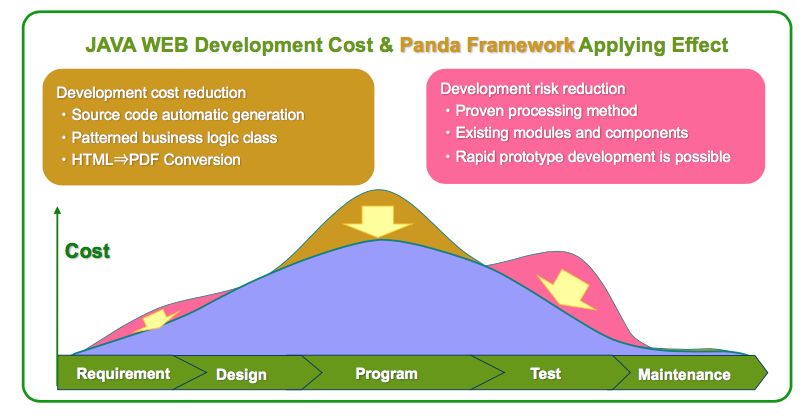 JAVA WEB Development Cost & Panda Framework Applying Effect
Development cost reduction
・Source code automatic generation
・Patterned business logic class
・HTML⇒PDF Conversion
Development risk reduction
・Proven processing method
・Existing modules and components
・Rapid prototype development is possible
Cost
Requirement
Design
Program
Test
Maintenance